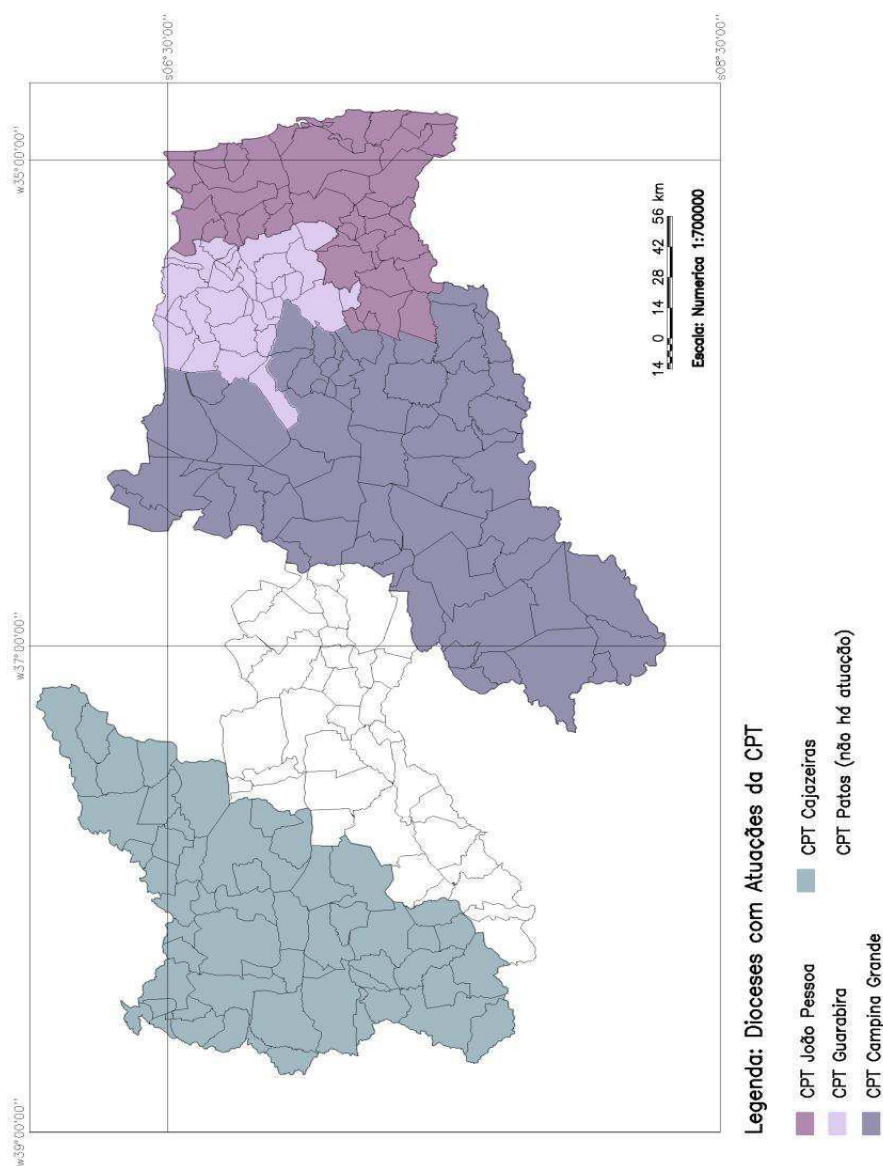 w39°00'00''
w37°00'00''
w35°00'00''
s06°30'00''
s08°30'00''
14 0 14 28 42 56 km
Escala: Numerica 1:700000
Legenda: Dioceses com Atuações da CPT
CPT João Pessoa
CPT Guarabira
CPT Campina Grande
CPT Cajazeiras
CPT Patos (não há atuação)